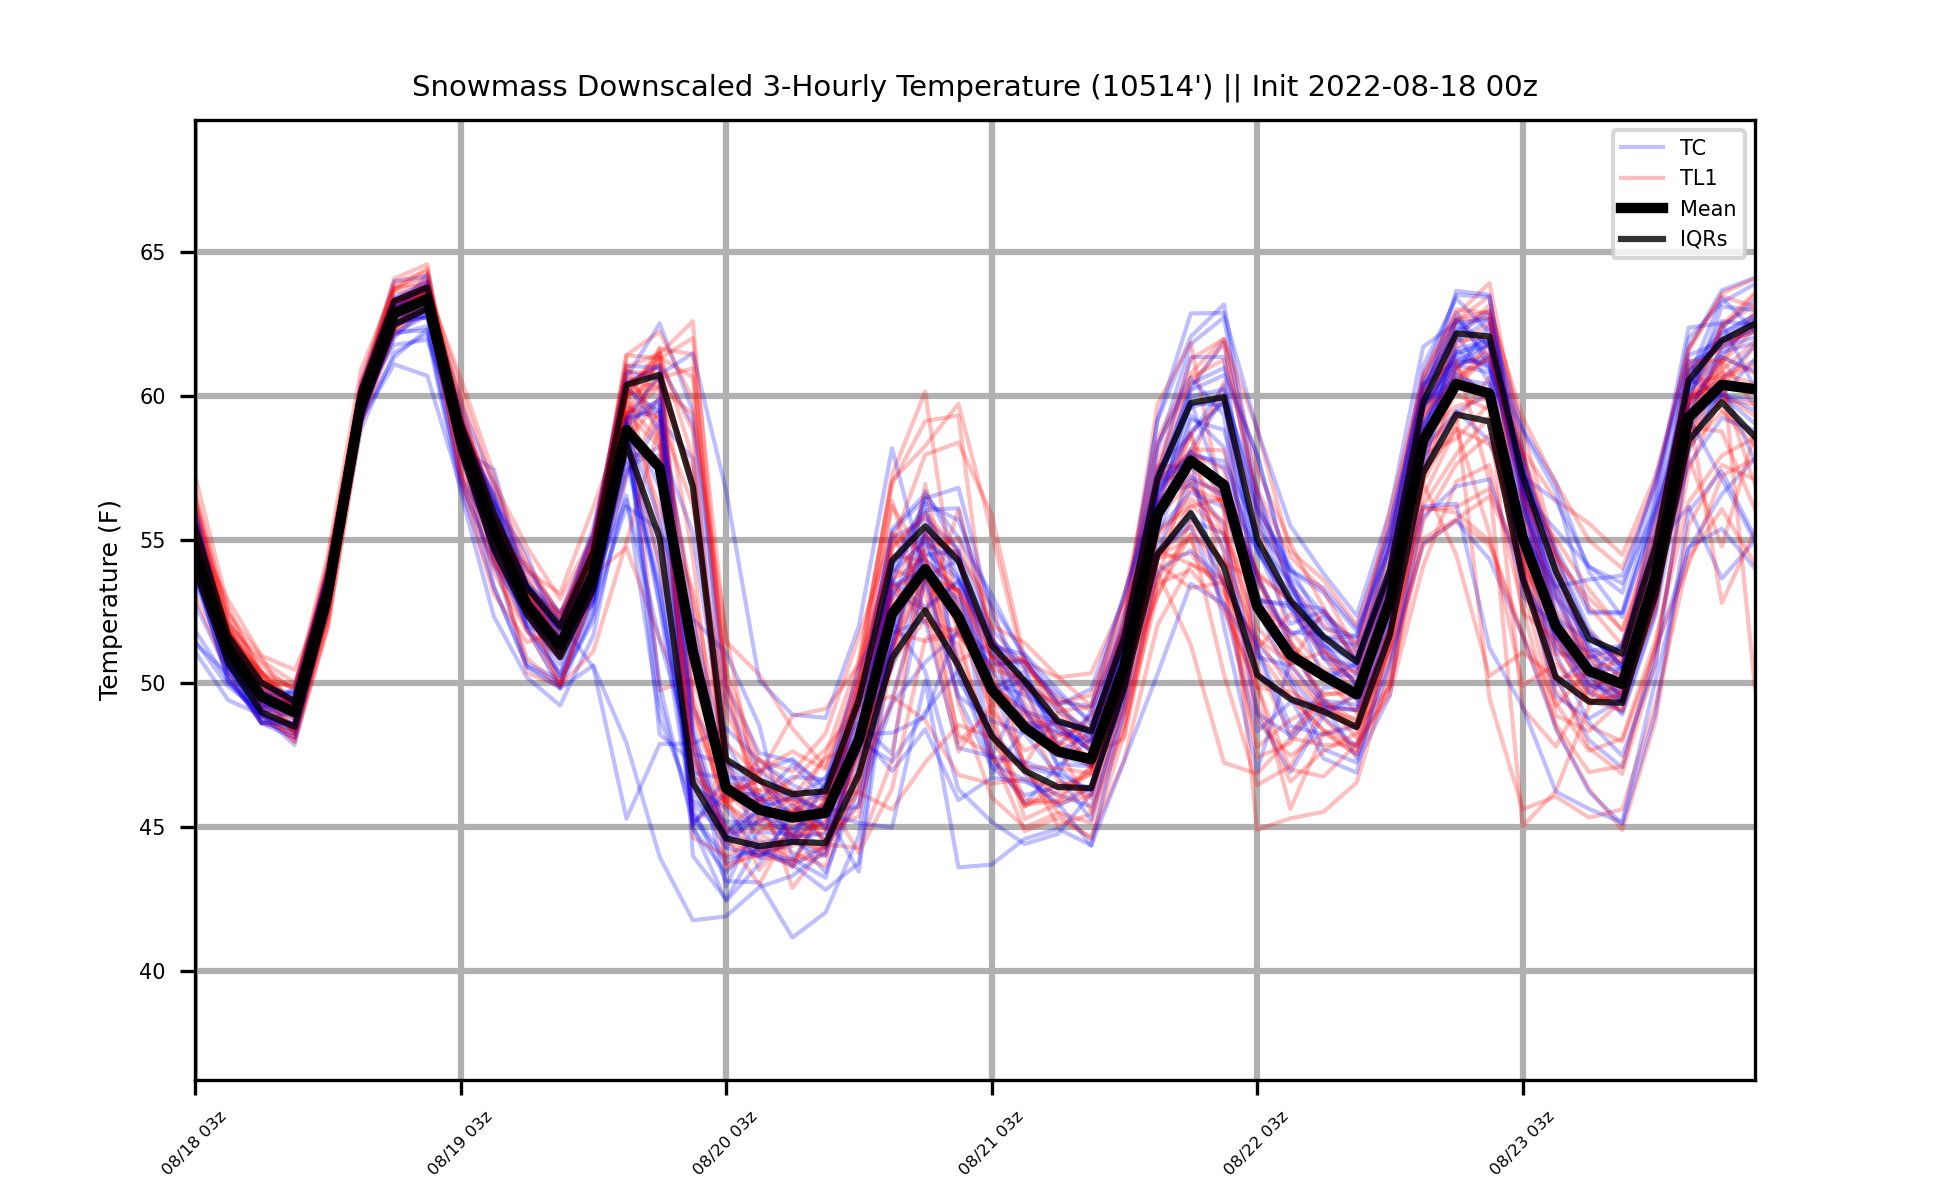 Snowmass Downscaled 3-Hourly Temperature (10514') || Init 2022-08-18 00z
TC
TL1
Mean
IQRs
Temperature (F)
65
60
55
50
45
40
08/18 03z
08/19 03z
08/20 03z
08/21 03z
08/22 03z
08/23 03z